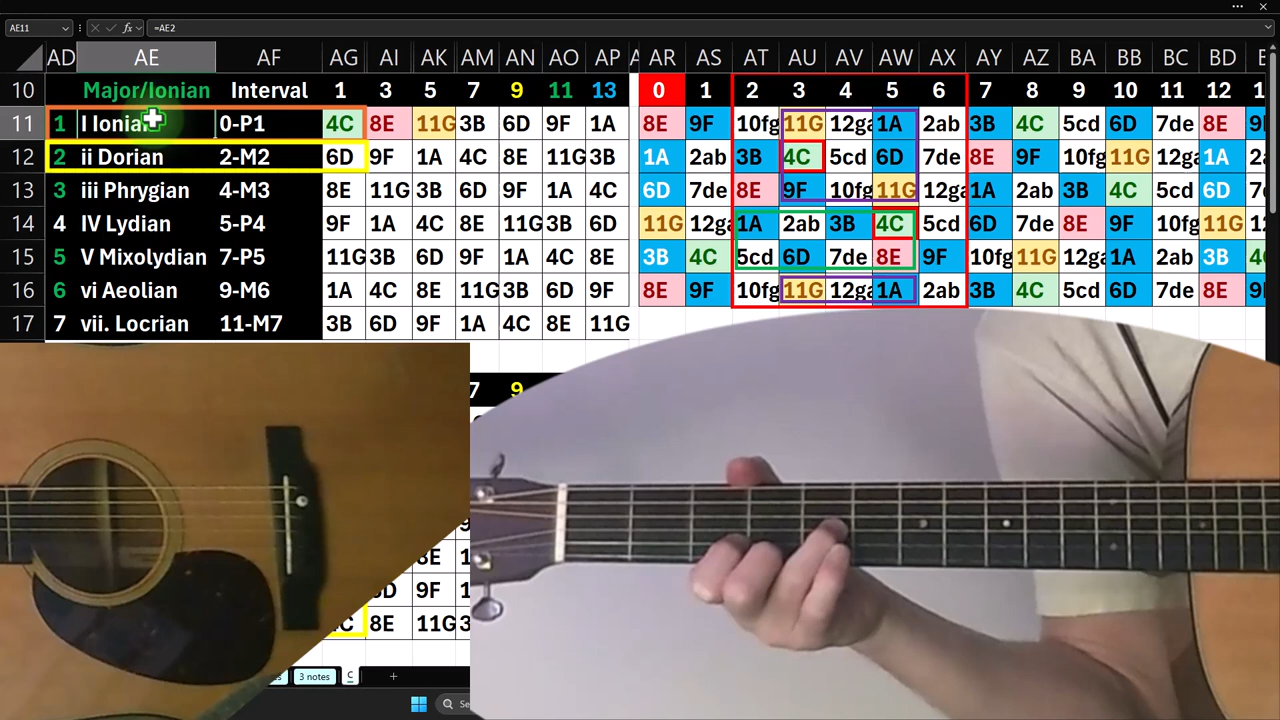 AE11 fx =AE2
AD AE AF AG AI AK AM AN AO AP AR AS AT AU AV AW AX AY AZ BA BB BC BD
10 Major/Ionian Interval 1 3 5 7 9 11 13 0 1 2 3 4 5 6 7 8 9 10 11 12
11 1 I Ionian 0-P1 4C 8E 11G 3B 6D 9F 1A 8E 9F 10fg 11G 12ga 1A 2ab 3B 4C 5cd 6D 7de 8E 9F
12 2 ii Dorian 2-M2 6D 9F 1A 4C 8E 11G 3B 1A 2ab 3B 4C 5cd 6D 7de 8E 9F 10fg 11G 12ga 1A
13 3 iii Phrygian 4-M3 8E 11G 3B 6D 9F 1A 4C 6D 7de 8E 9F 10fg 11G 12ga 1A 2ab 3B 4C 5cd 6D
14 4 IV Lydian 5-P4 9F 1A 4C 8E 11G 3B 6D 11G 12ga 1A 2ab 3B 4C 5cd 6D 7de 8E 9F 10fg 11G
15 5 V Mixolydian 7-P5 11G 3B 6D 9F 1A 4C 8E 3B 4C 5cd 6D 7de 8E 9F 10fg 11G 12ga 1A 2ab 3B
16 6 vi Aeolian 9-M6 1A 4C 8E 11G 3B 6D 9F 8E 9F 10fg 11G 12ga 1A 2ab 3B 4C 5cd 6D 7de 8E
17 7 vii. Locrian 11-M7 3B 6D 9F 1A 4C 8E 11G
7 9
8E
8E 11G
3 notes C +